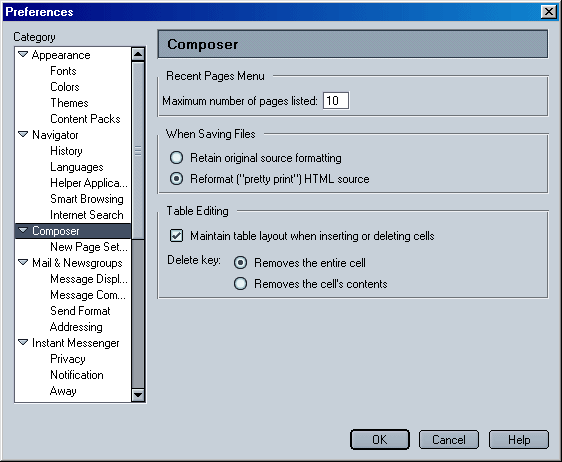 Preferences
Category
Appearance
Fonts
Colors
Themes
Content Packs
Navigator
History
Languages
Helper Applica...
Smart Browsing
Internet Search
Composer
New Page Set...
Mail & Newsgroups
Message Displ...
Message Com...
Send Format
Addressing
Instant Messenger
Privacy
Notification
Away
Composer
Recent Pages Menu
Maximum number of pages listed: 10
When Saving Files
Retain original source formatting
Reformat ("pretty print") HTML source
Table Editing
Maintain table layout when inserting or deleting cells
Delete key: Removes the entire cell
Removes the cell's contents
OK Cancel Help